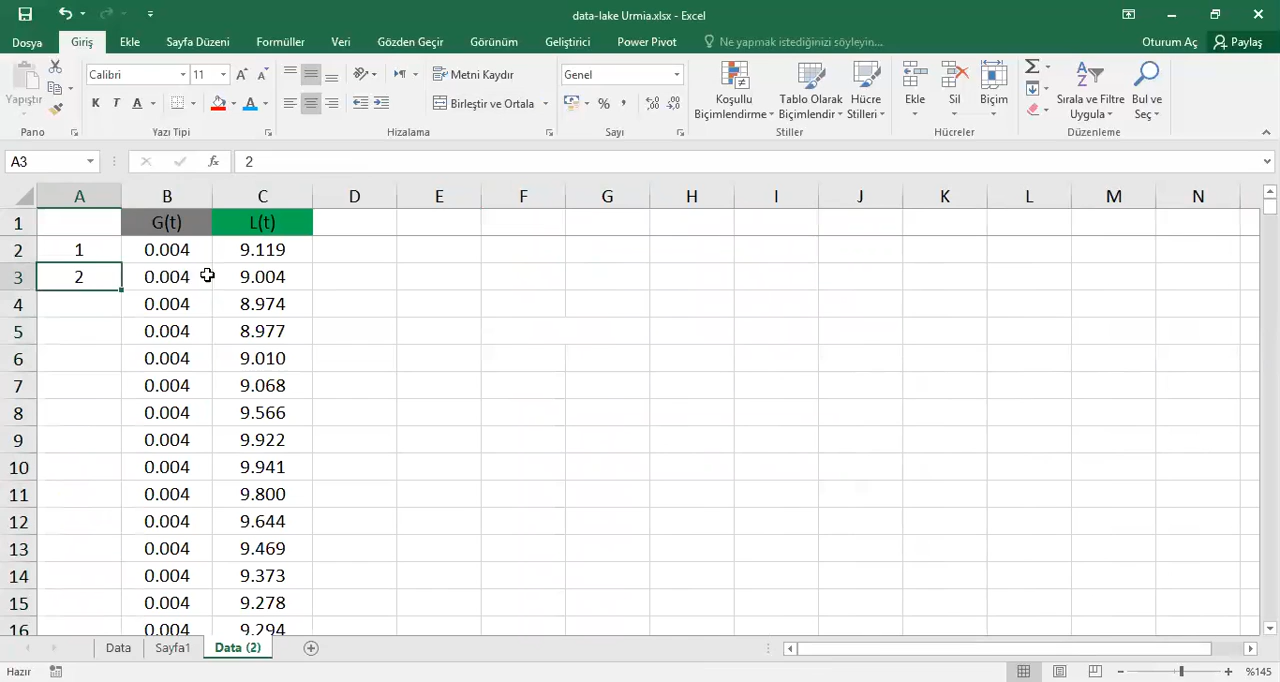 data-lake Urmia.xlsx - Excel
Dosya Giriş Ekle Sayfa Düzeni Formüller Veri Gözden Geçir Görünüm Geliştirici Power Pivot Ne yapmak istediğinizi söyleyin... Oturum Aç Paylaş
Calibri 11 Metni Kaydır Genel
Yapıştır K T A A Birleştir ve Ortala % Koşullu Biçimlendirme Tablo Olarak Biçimlendir Hücre Stilleri Ekle Sil Biçim Sırala ve Filtre Uygula Bul ve Seç
Pano Yazı Tipi Hizalama Sayı Stiller Hücreler Düzenleme
A3 fx 2
A B C D E F G H I J K L M N
1 G(t) L(t)
2 1 0.004 9.119
3 2 0.004 9.004
4 0.004 8.974
5 0.004 8.977
6 0.004 9.010
7 0.004 9.068
8 0.004 9.566
9 0.004 9.922
10 0.004 9.941
11 0.004 9.800
12 0.004 9.644
13 0.004 9.469
14 0.004 9.373
15 0.004 9.278
16 0.004 9.294
Data Sayfa1 Data (2)
Hazır %145